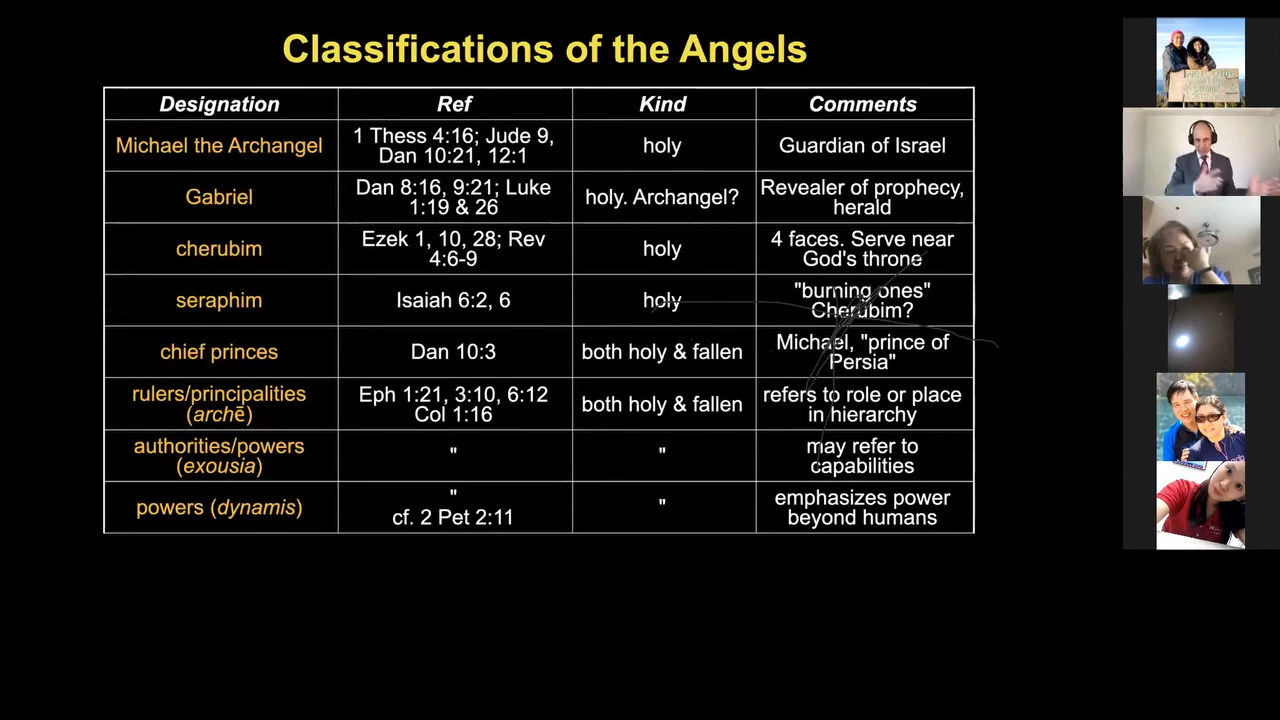 Classifications of the Angels
Designation Ref Kind Comments
Michael the Archangel
1 Thess 4:16; Jude 9,
Dan 10:21, 12:1
holy
Guardian of Israel
Gabriel
Dan 8:16, 9:21; Luke
1:19 & 26
holy. Archangel?
Revealer of prophecy,
herald
cherubim
Ezek 1, 10, 28; Rev
4:6-9
holy
4 faces. Serve near
God's throne
seraphim
Isaiah 6:2, 6
holy
"burning ones"
Cherubim?
chief princes
Dan 10:3
both holy & fallen
Michael, "prince of
Persia"
rulers/principalities
(archē)
Eph 1:21, 3:10, 6:12
Col 1:16
both holy & fallen
refers to role or place
in hierarchy
authorities/powers
(exousia)
"
"
may refer to
capabilities
powers (dynamis)
"
cf. 2 Pet 2:11
"
emphasizes power
beyond humans